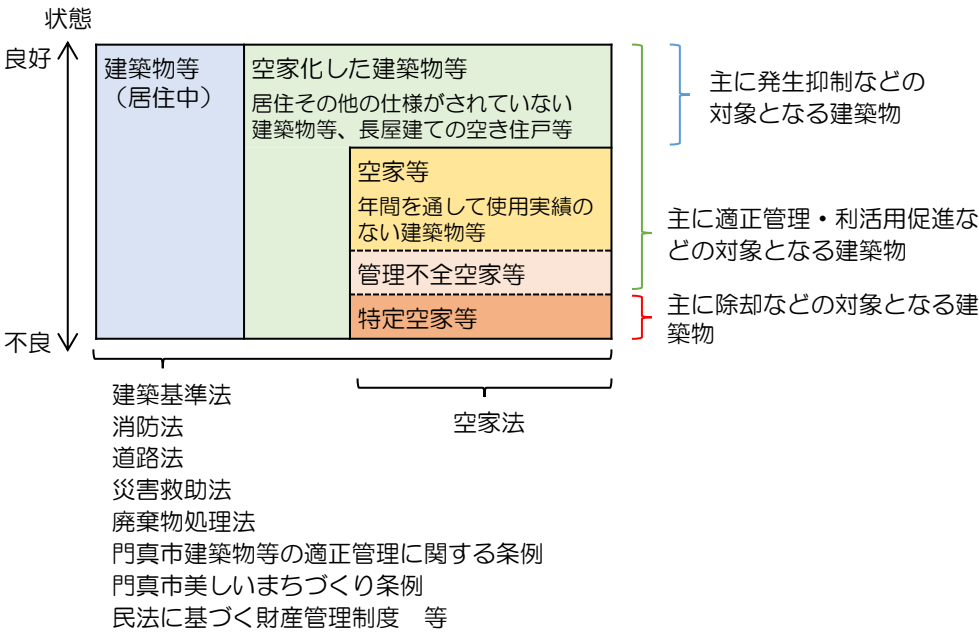 状態
良好
不良
建築物等
（居住中）
空家化した建築物等
居住その他の仕様がされていない
建築物等、長屋建ての空き住戸等
空家等
年間を通して使用実績の
ない建築物等
管理不全空家等
特定空家等
主に発生抑制などの
対象となる建築物
主に適正管理・利活用促進な
どの対象となる建築物
主に除却などの対象となる建
築物
建築基準法
消防法
道路法
災害救助法
廃棄物処理法
門真市建築物等の適正管理に関する条例
門真市美しいまちづくり条例
民法に基づく財産管理制度　等
空家法